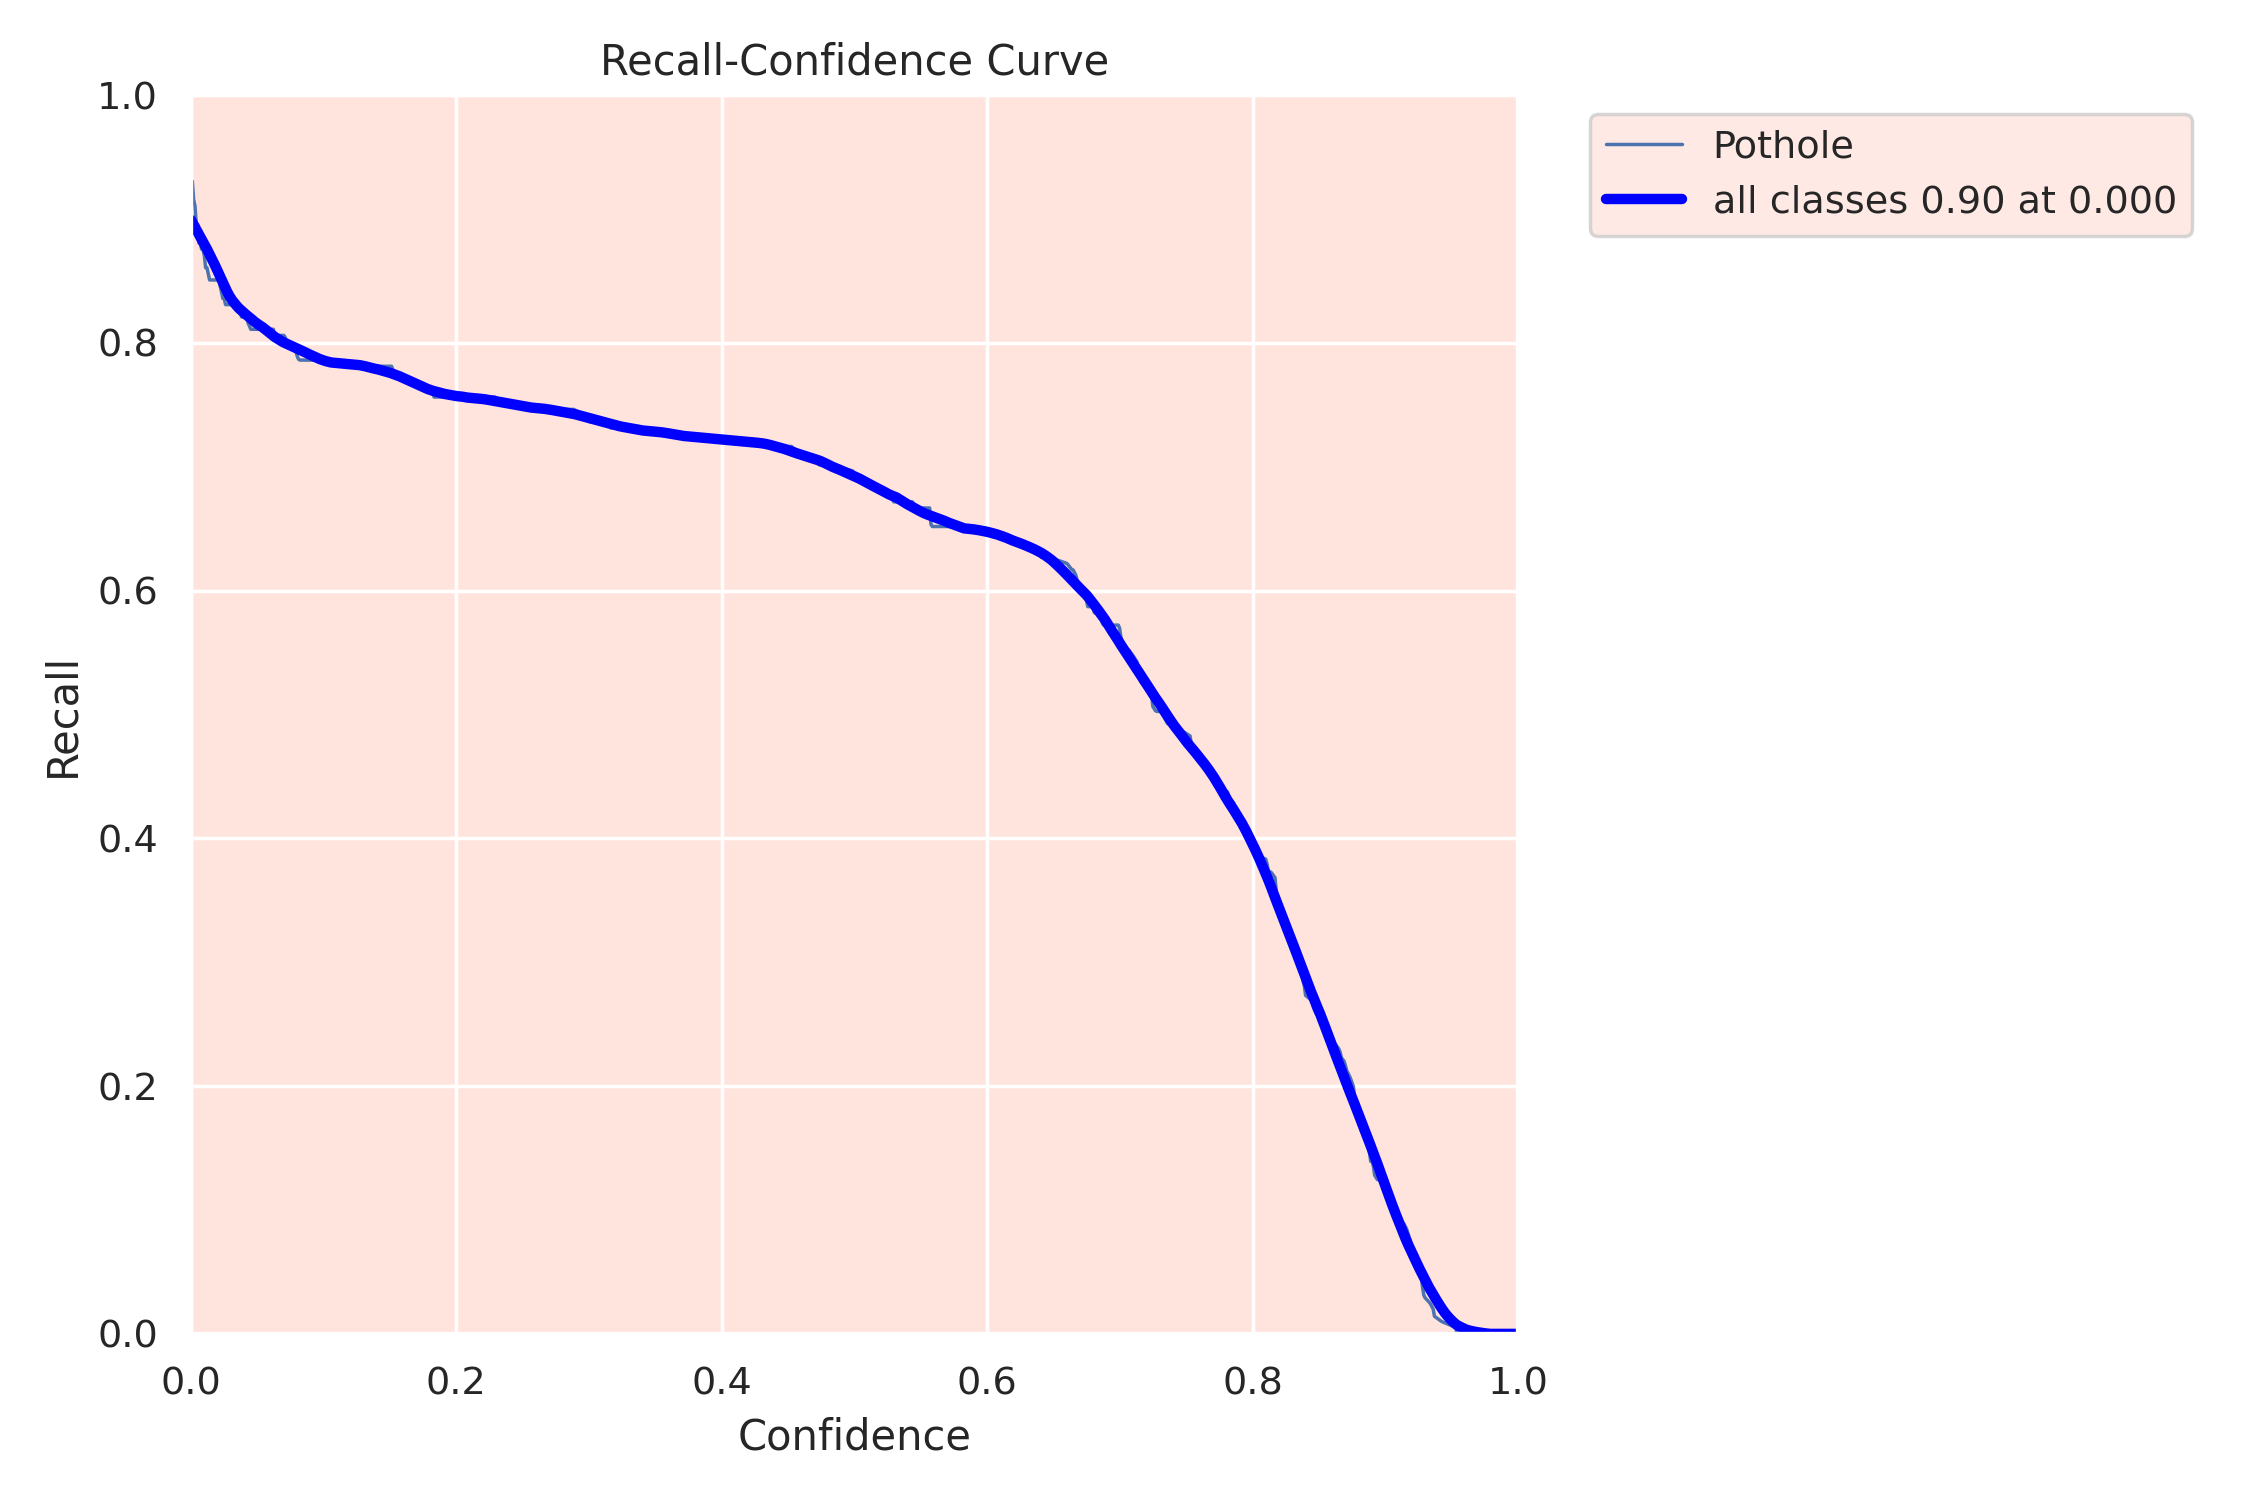 Recall-Confidence Curve
1.0
0.8
0.6
0.4
0.2
0.0
Recall
0.0 0.2 0.4 0.6 0.8 1.0
Confidence
Pothole
all classes 0.90 at 0.000